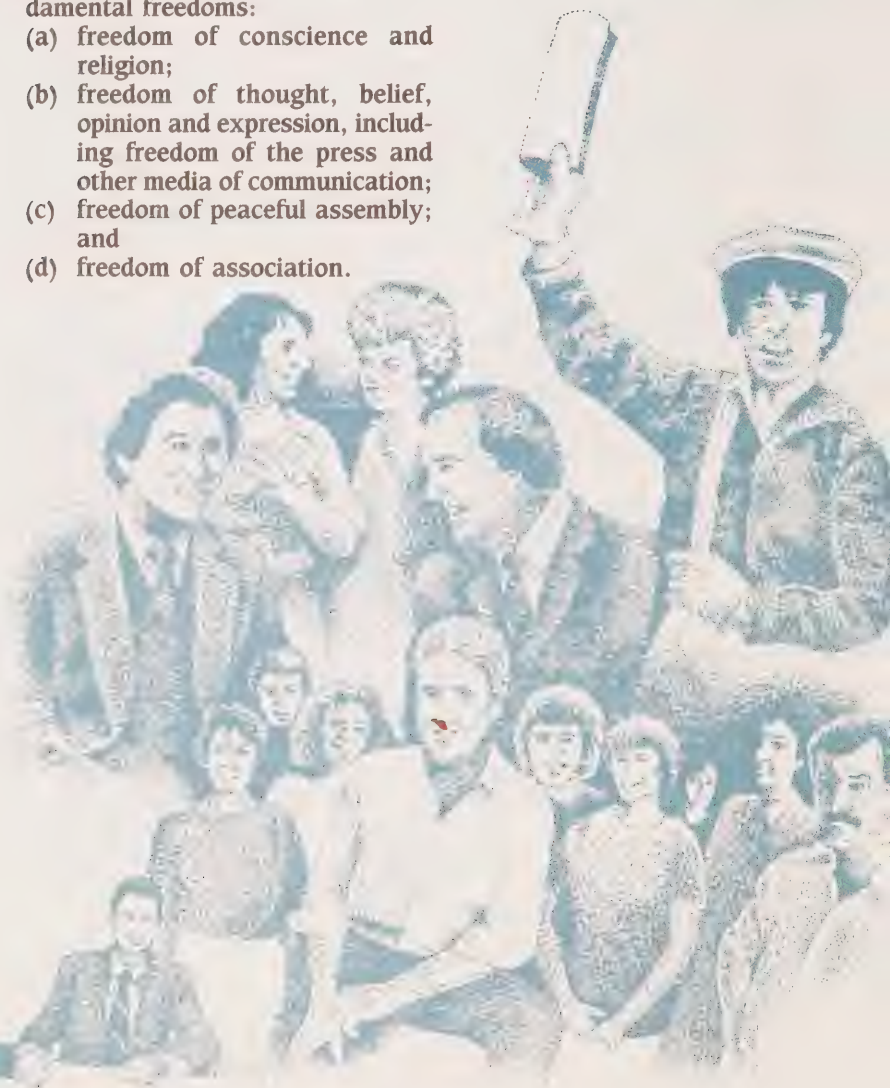 damental freedoms:
(a) freedom of conscience and
religion;
(b) freedom of thought, belief,
opinion and expression, includ-
ing freedom of the press and
other media of communication;
(c) freedom of peaceful assembly;
and
(d) freedom of association.